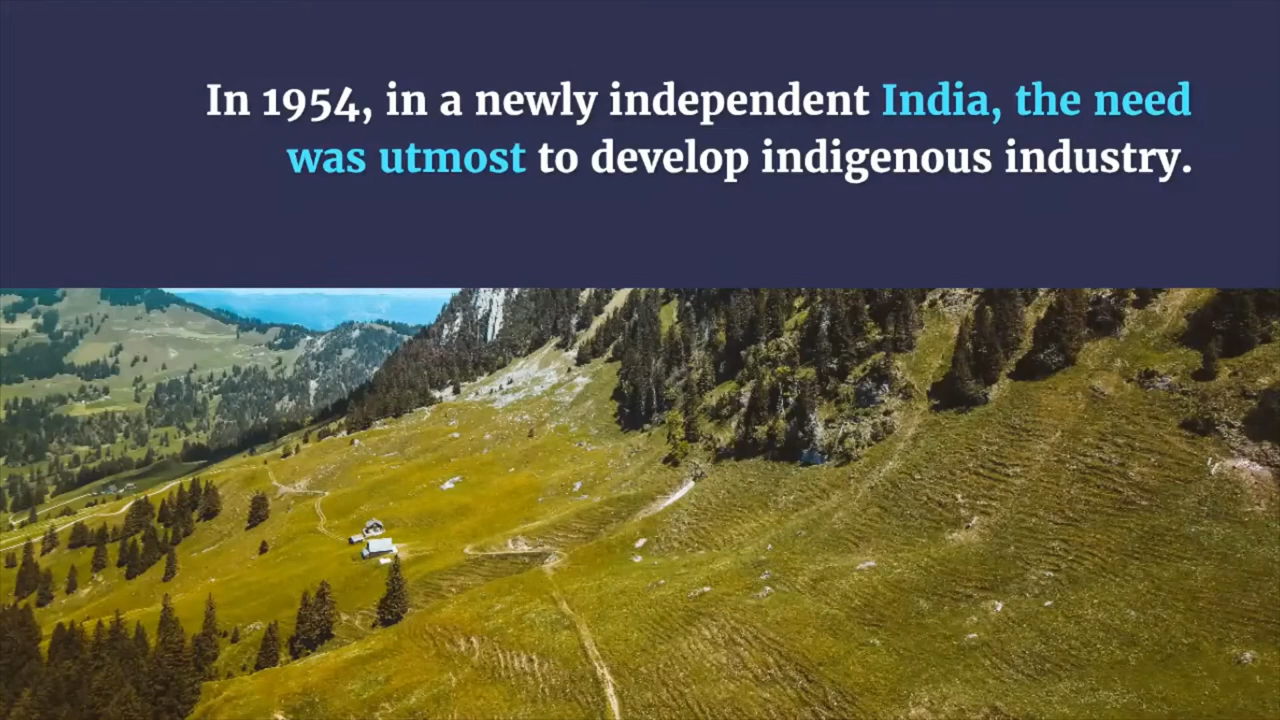 In 1954, in a newly independent India, the need
was utmost to develop indigenous industry.